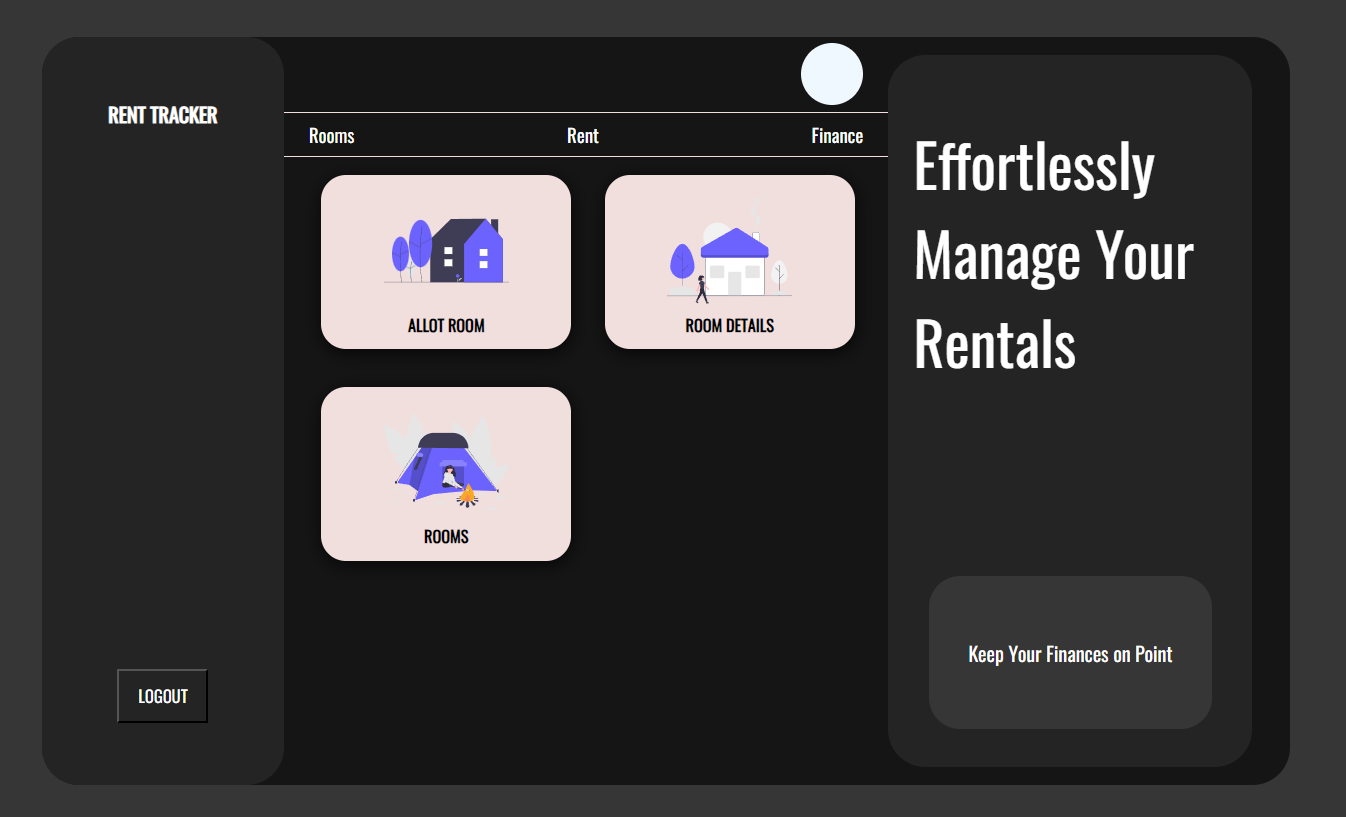 RENT TRACKER
Rooms
Rent
Finance
ALLOT ROOM
ROOM DETAILS
ROOMS
LOGOUT
Effortlessly
Manage Your
Rentals
Keep Your Finances on Point